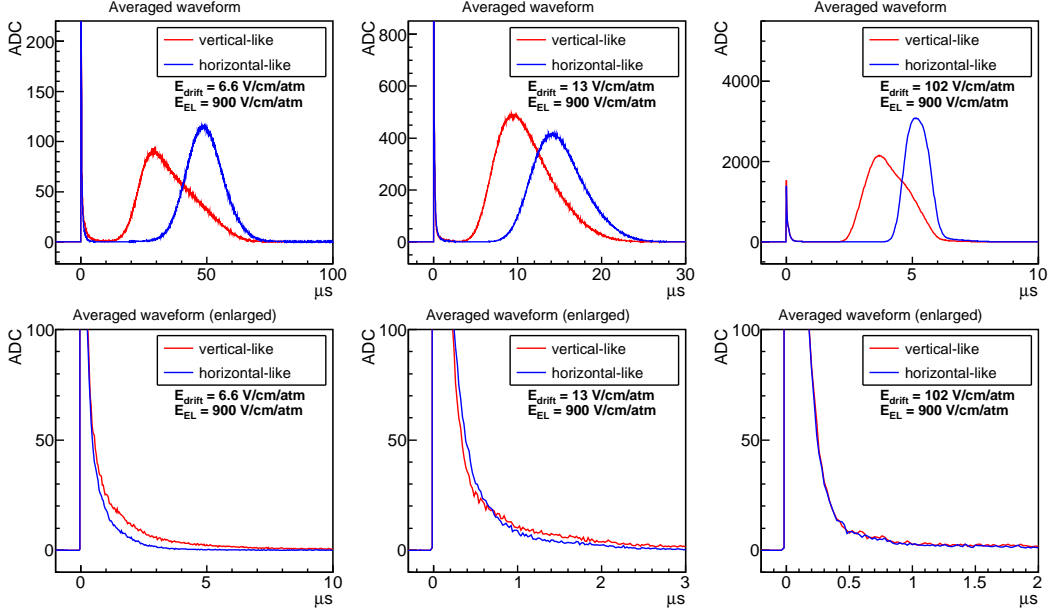 Averaged waveform
ADC
200
150
100
50
0
0
50
100
μs
vertical-like
horizontal-like
E_drift = 6.6 V/cm/atm
E_EL = 900 V/cm/atm
Averaged waveform
ADC
800
600
400
200
0
0
10
20
30
μs
vertical-like
horizontal-like
E_drift = 13 V/cm/atm
E_EL = 900 V/cm/atm
Averaged waveform
ADC
4000
2000
0
0
5
10
μs
vertical-like
horizontal-like
E_drift = 102 V/cm/atm
E_EL = 900 V/cm/atm
Averaged waveform (enlarged)
ADC
100
50
0
0
5
10
μs
vertical-like
horizontal-like
E_drift = 6.6 V/cm/atm
E_EL = 900 V/cm/atm
Averaged waveform (enlarged)
ADC
100
50
0
0
1
2
3
μs
vertical-like
horizontal-like
E_drift = 13 V/cm/atm
E_EL = 900 V/cm/atm
Averaged waveform (enlarged)
ADC
100
50
0
0
0.5
1
1.5
2
μs
vertical-like
horizontal-like
E_drift = 102 V/cm/atm
E_EL = 900 V/cm/atm